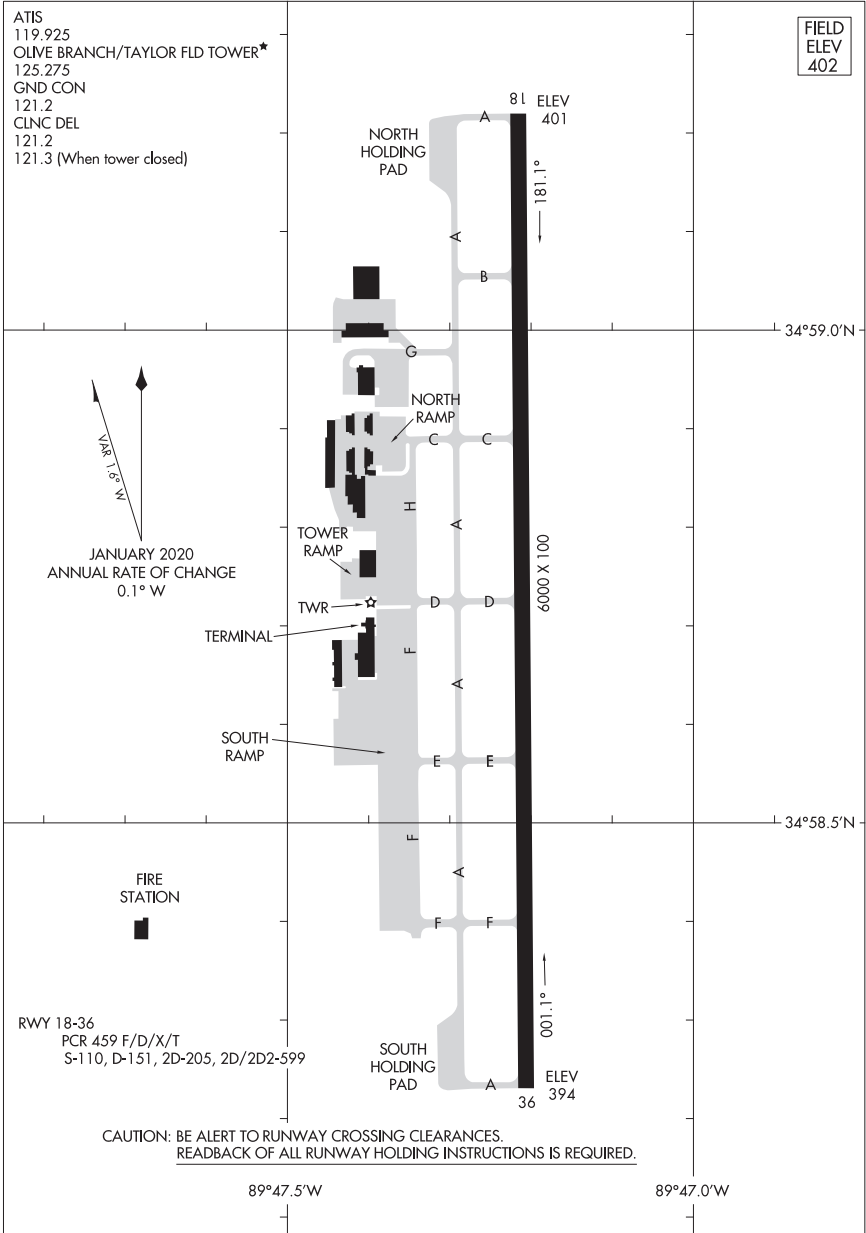 ATIS
119.925
OLIVE BRANCH/TAYLOR FLD TOWER★
125.275
GND CON
121.2
CLNC DEL
121.2
121.3 (When tower closed)
FIELD
ELEV
402
18
ELEV
401
A
NORTH
HOLDING
PAD
181.1°
A
B
34°59.0'N
G
NORTH
RAMP
C
C
VAR 1.6° W
H
A
JANUARY 2020
ANNUAL RATE OF CHANGE
0.1° W
TOWER
RAMP
6000 X 100
TWR
D
D
TERMINAL
F
A
SOUTH
RAMP
E
E
34°58.5'N
F
A
FIRE
STATION
F
F
001.1°
RWY 18-36
PCR 459 F/D/X/T
S-110, D-151, 2D-205, 2D/2D2-599
SOUTH
HOLDING
PAD
A
ELEV
394
36
CAUTION: BE ALERT TO RUNWAY CROSSING CLEARANCES.
READBACK OF ALL RUNWAY HOLDING INSTRUCTIONS IS REQUIRED.
89°47.5'W
89°47.0'W